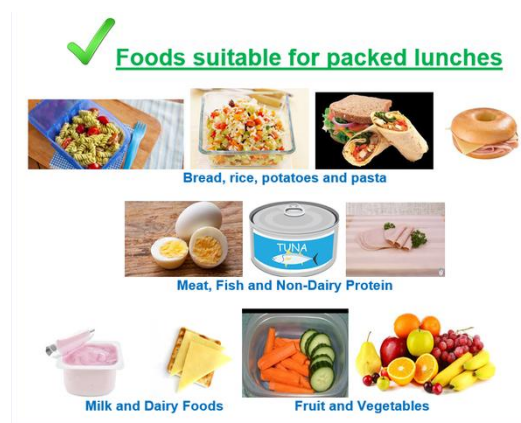 Foods suitable for packed lunches
Bread, rice, potatoes and pasta
TUNA
Meat, Fish and Non-Dairy Protein
Milk and Dairy Foods
Fruit and Vegetables